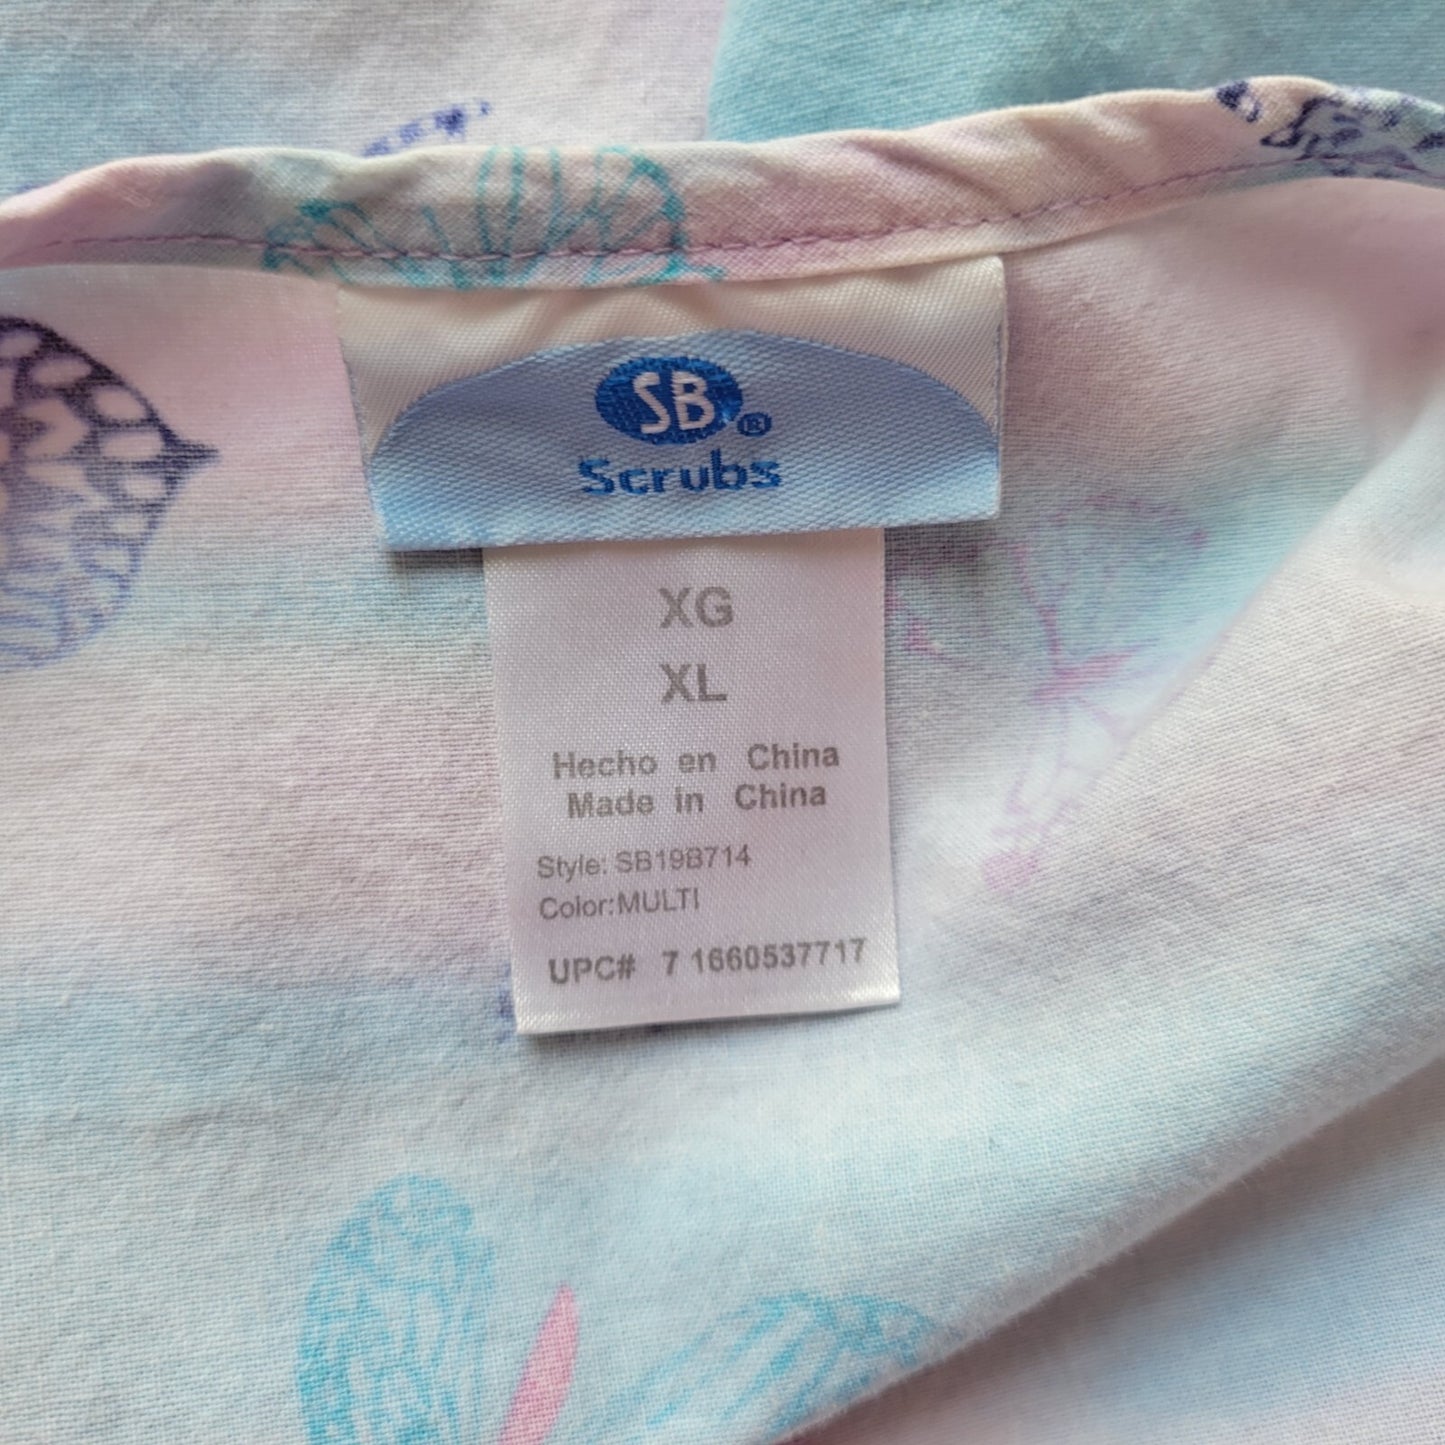 SB®
Scrubs
XG
XL
Hecho en China
Made in China
Style: SB19B714
Color:MULTI
UPC# 7 1660537717